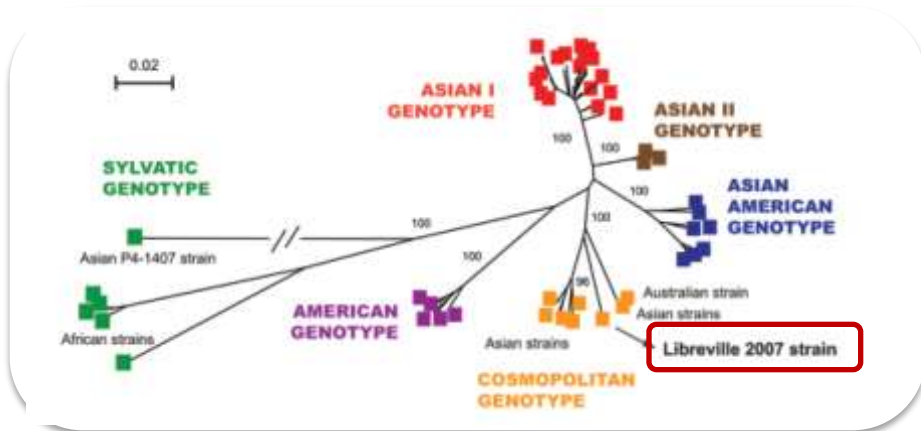 0.02
ASIAN I
GENOTYPE
ASIAN II
GENOTYPE
100
100
SYLVATIC
GENOTYPE
100
ASIAN
AMERICAN
GENOTYPE
100
100
Asian P4-1407 strain
100
96
Australian strain
Asian strains
AMERICAN
GENOTYPE
African strains
Asian strains
Libreville 2007 strain
COSMOPOLITAN
GENOTYPE